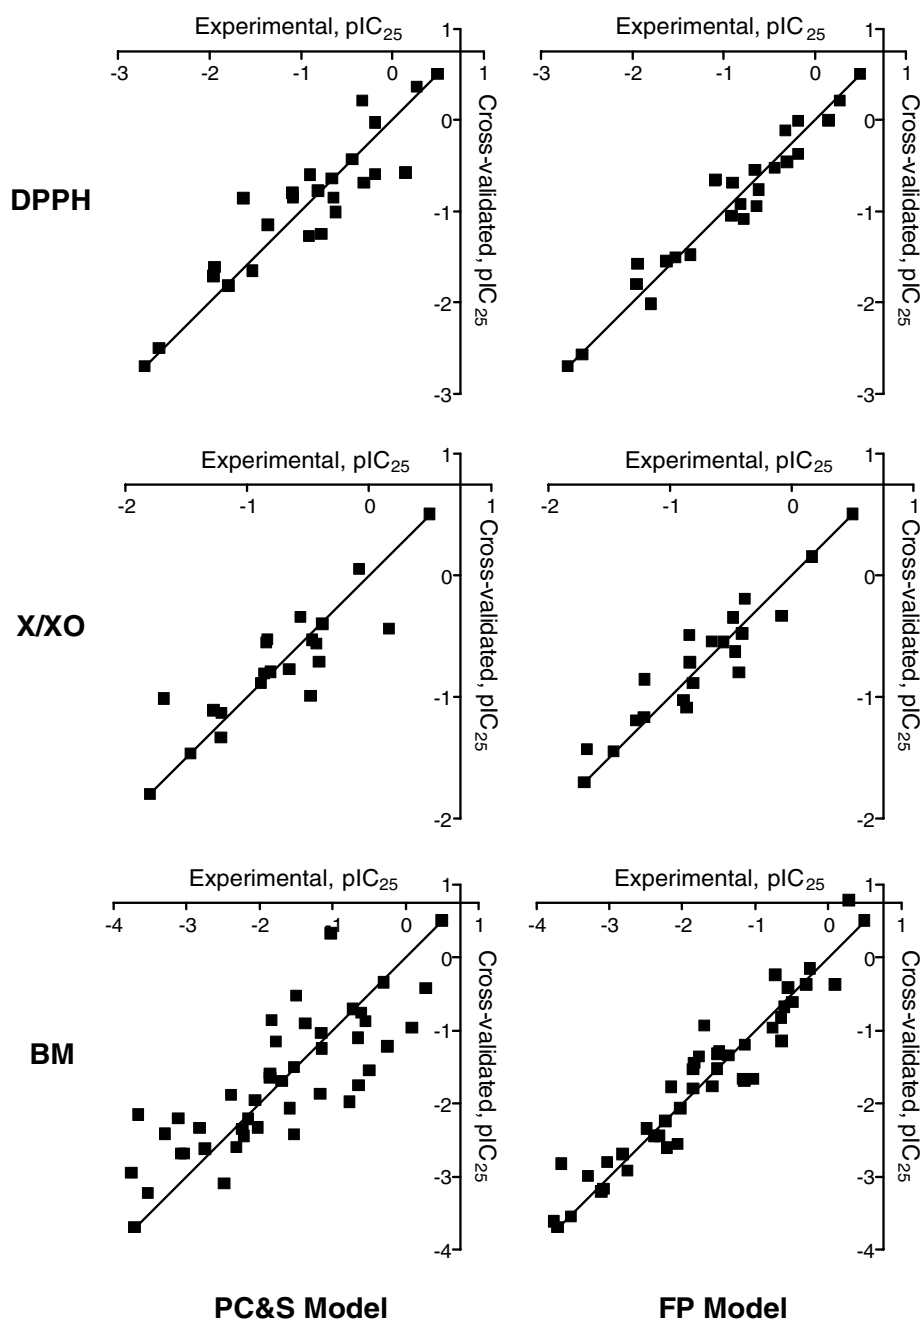 Experimental, pIC25
Experimental, pIC25
1
1
-3 -2 -1 0 1
-3 -2 -1 0 1
0
0
DPPH
-1
-1
Cross-validated, pIC25
Cross-validated, pIC25
-2
-2
-3
-3
Experimental, pIC25
Experimental, pIC25
1
1
-2 -1 0 1
-2 -1 0 1
0
0
X/XO
Cross-validated, pIC25
Cross-validated, pIC25
-1
-1
-2
-2
Experimental, pIC25
Experimental, pIC25
1
1
-4 -3 -2 -1 0 1
-4 -3 -2 -1 0 1
0
0
-1
-1
BM
Cross-validated, pIC25
Cross-validated, pIC25
-2
-2
-3
-3
-4
-4
PC&S Model
FP Model